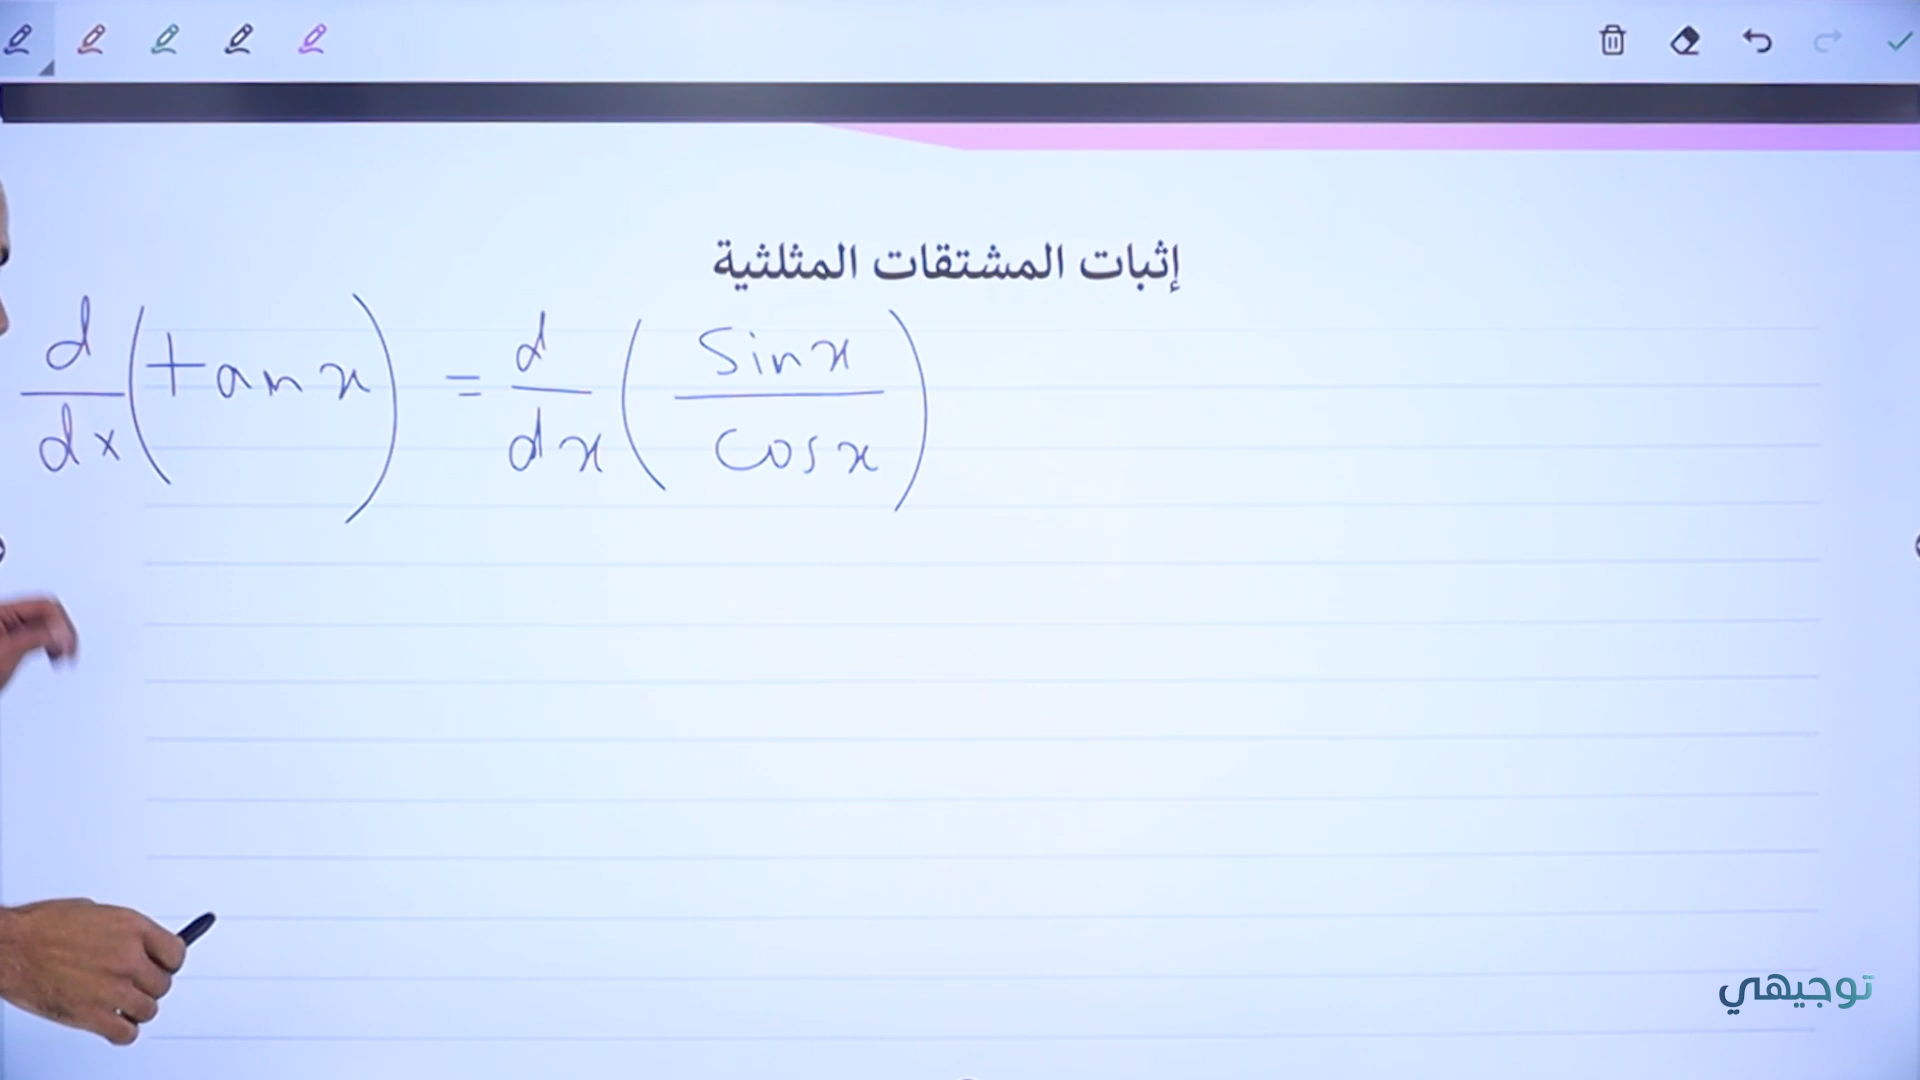 إثبات المشتقات المثلثية
d/dx (tan x) = d/dx (sin x / cos x)
توجيهي